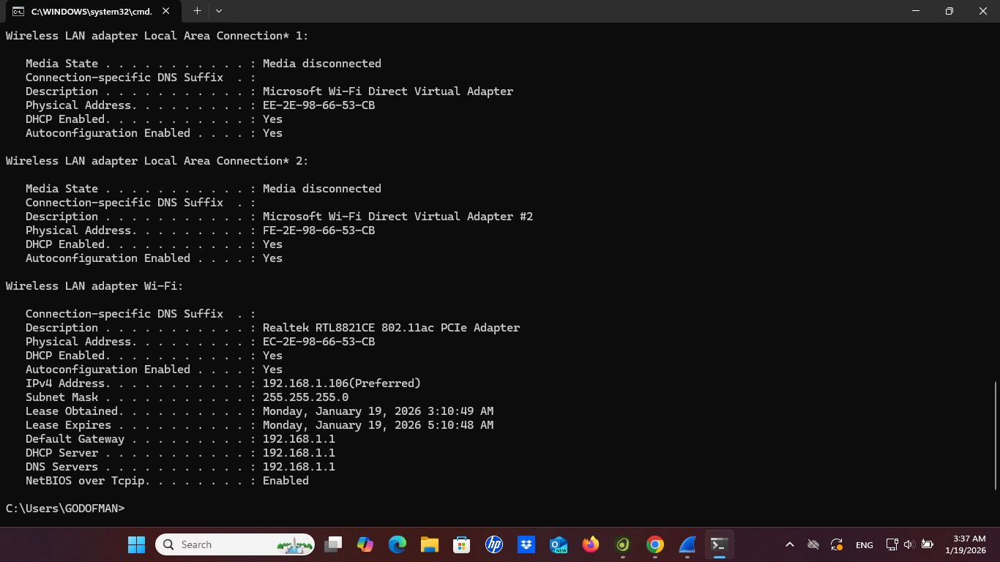 C:\WINDOWS\system32\cmd.
Wireless LAN adapter Local Area Connection* 1:
Media State . . . . . . . . . . . : Media disconnected
Connection-specific DNS Suffix  . :
Description . . . . . . . . . . . : Microsoft Wi-Fi Direct Virtual Adapter
Physical Address. . . . . . . . . : EE-2E-98-66-53-CB
DHCP Enabled. . . . . . . . . . . : Yes
Autoconfiguration Enabled . . . . : Yes
Wireless LAN adapter Local Area Connection* 2:
Media State . . . . . . . . . . . : Media disconnected
Connection-specific DNS Suffix  . :
Description . . . . . . . . . . . : Microsoft Wi-Fi Direct Virtual Adapter #2
Physical Address. . . . . . . . . : FE-2E-98-66-53-CB
DHCP Enabled. . . . . . . . . . . : Yes
Autoconfiguration Enabled . . . . : Yes
Wireless LAN adapter Wi-Fi:
Connection-specific DNS Suffix  . :
Description . . . . . . . . . . . : Realtek RTL8821CE 802.11ac PCIe Adapter
Physical Address. . . . . . . . . : EC-2E-98-66-53-CB
DHCP Enabled. . . . . . . . . . . : Yes
Autoconfiguration Enabled . . . . : Yes
IPv4 Address. . . . . . . . . . . : 192.168.1.106(Preferred)
Subnet Mask . . . . . . . . . . . : 255.255.255.0
Lease Obtained. . . . . . . . . . : Monday, January 19, 2026 3:10:49 AM
Lease Expires . . . . . . . . . . : Monday, January 19, 2026 5:10:48 AM
Default Gateway . . . . . . . . . : 192.168.1.1
DHCP Server . . . . . . . . . . . : 192.168.1.1
DNS Servers . . . . . . . . . . . : 192.168.1.1
NetBIOS over Tcpip. . . . . . . . : Enabled
C:\Users\GODOFMAN>
Search
hp
NEW
ENG
3:37 AM
1/19/2026